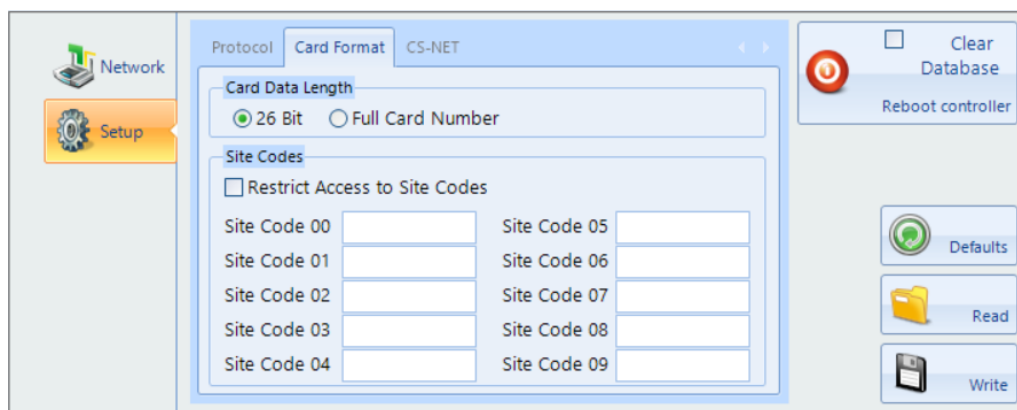 Network
Setup
Protocol Card Format CS-NET
Card Data Length
26 Bit Full Card Number
Site Codes
Restrict Access to Site Codes
Site Code 00 Site Code 05
Site Code 01 Site Code 06
Site Code 02 Site Code 07
Site Code 03 Site Code 08
Site Code 04 Site Code 09
Clear
Database
Reboot controller
Defaults
Read
Write